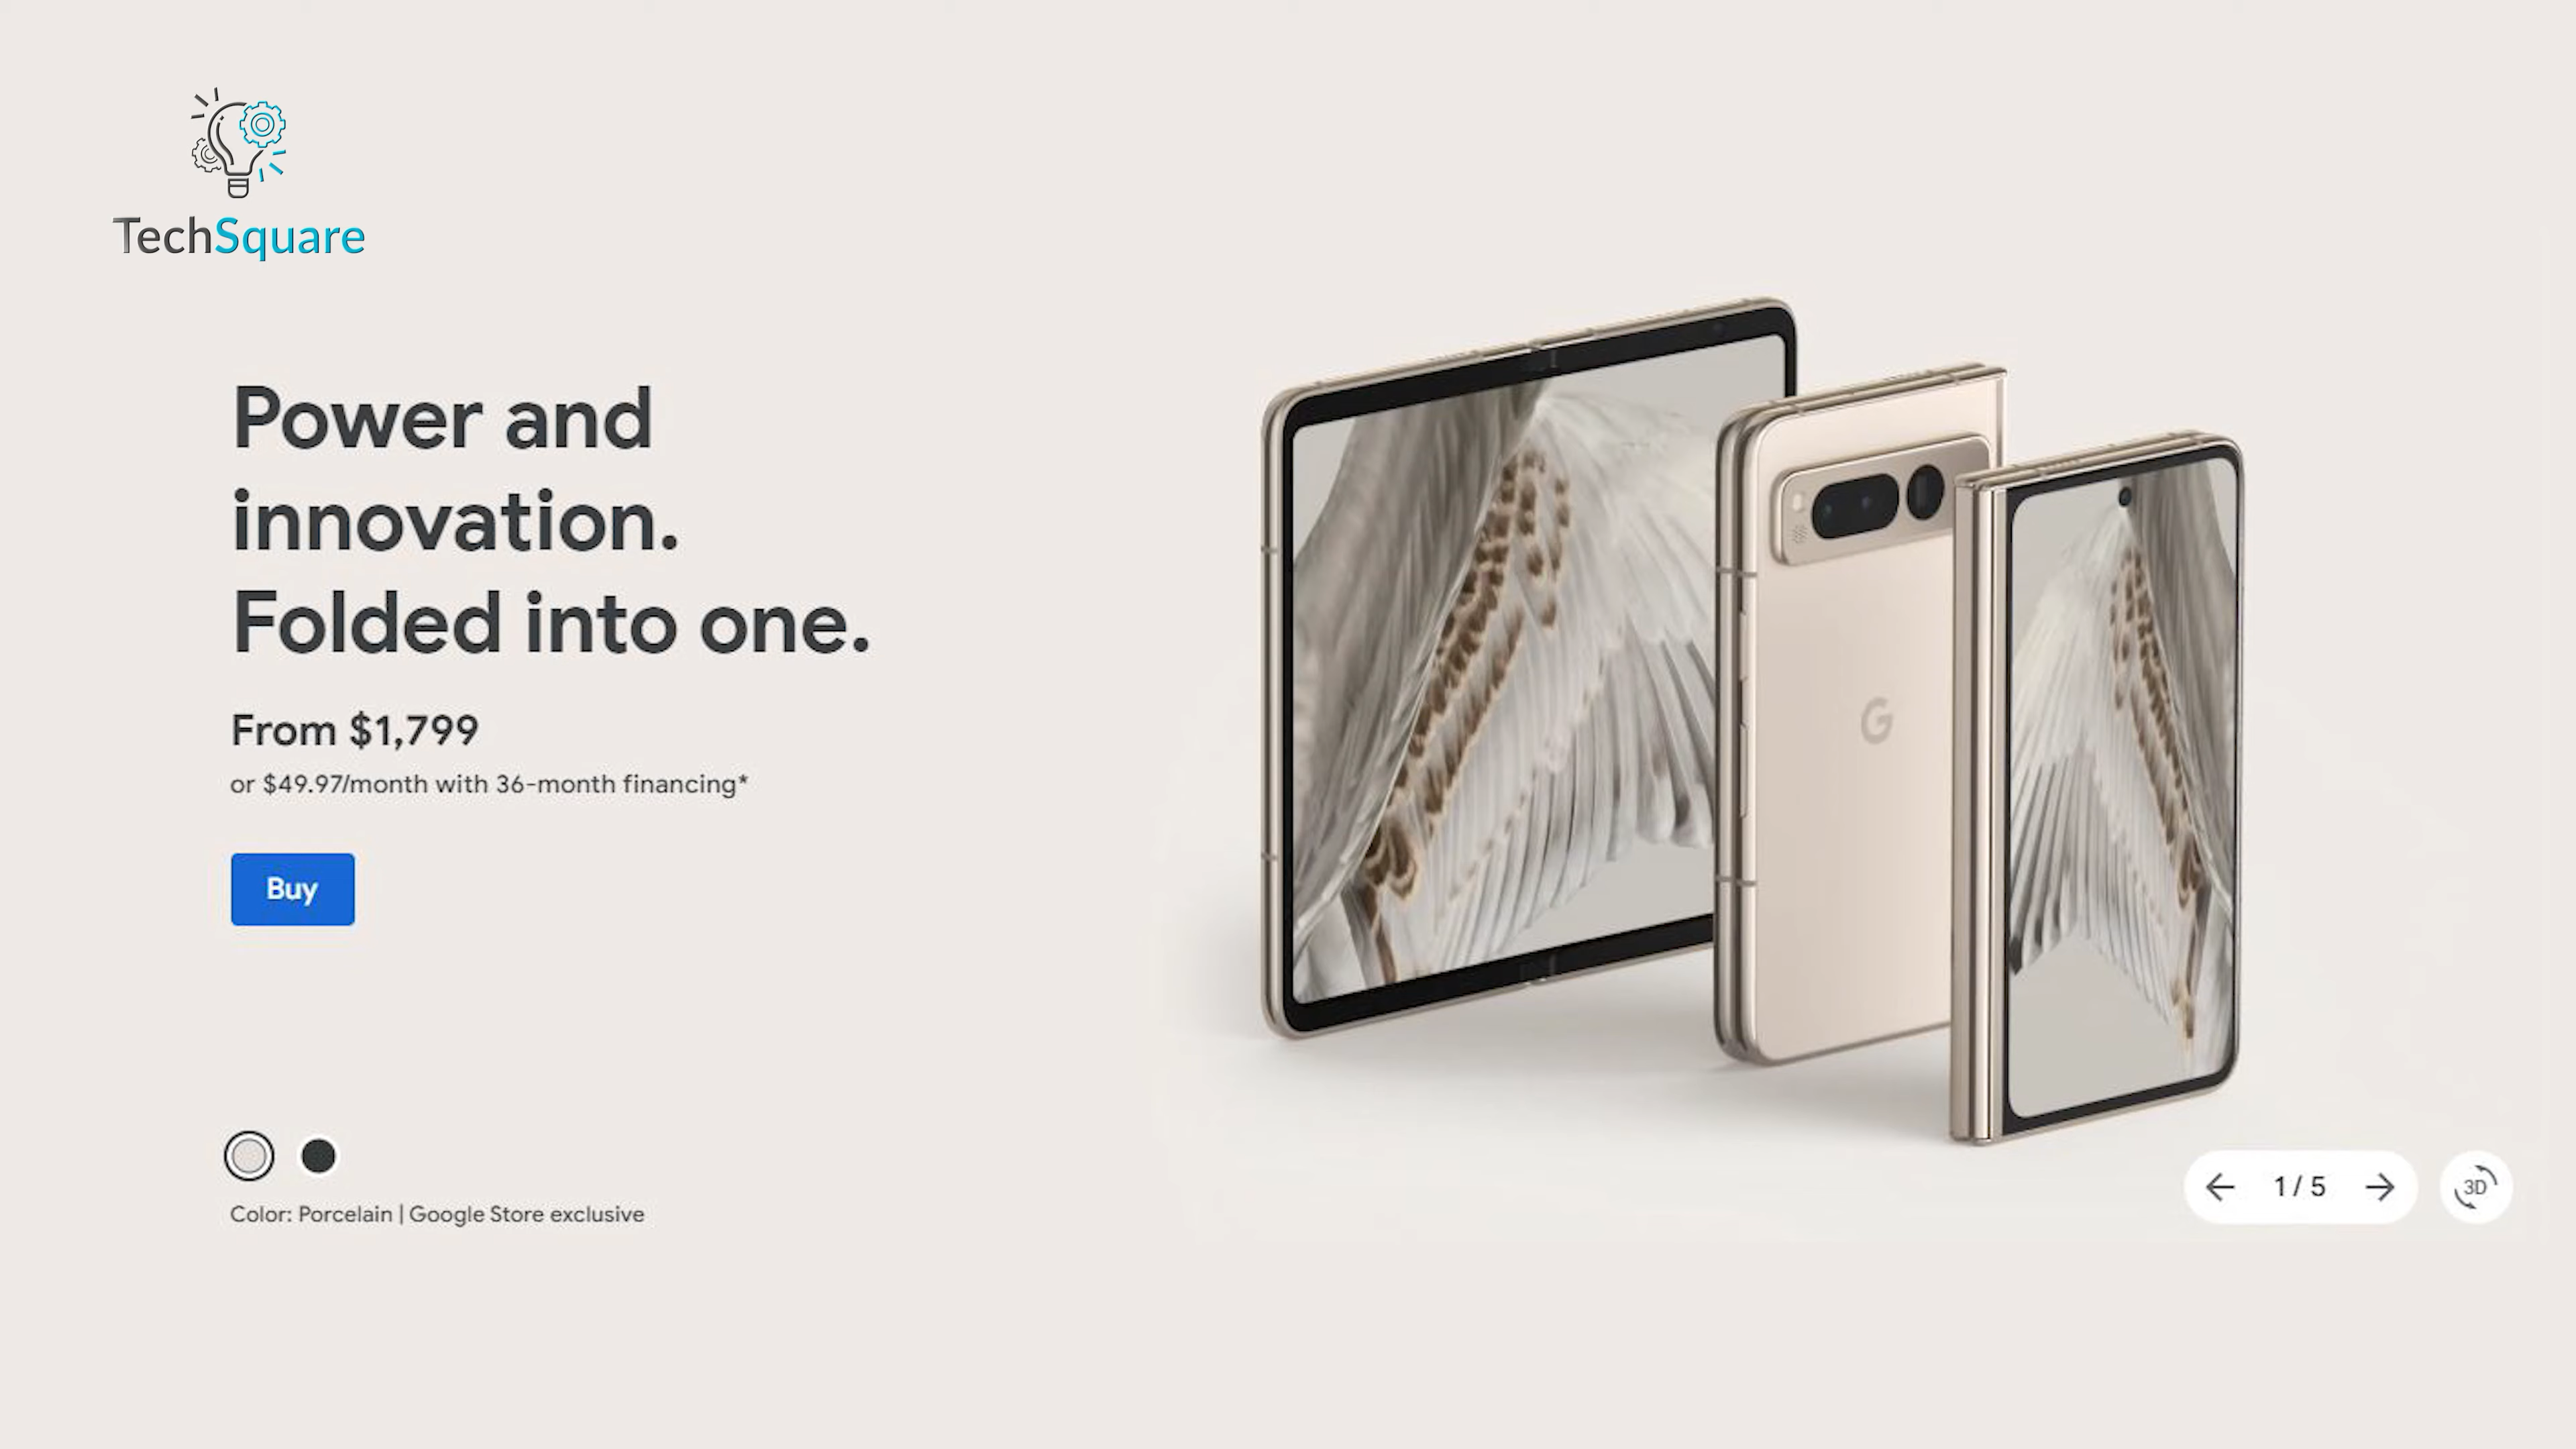 TechSquare
Power and
innovation.
Folded into one.
From $1,799
or $49.97/month with 36-month financing*
Buy
Color: Porcelain | Google Store exclusive
G
1 / 5
3D